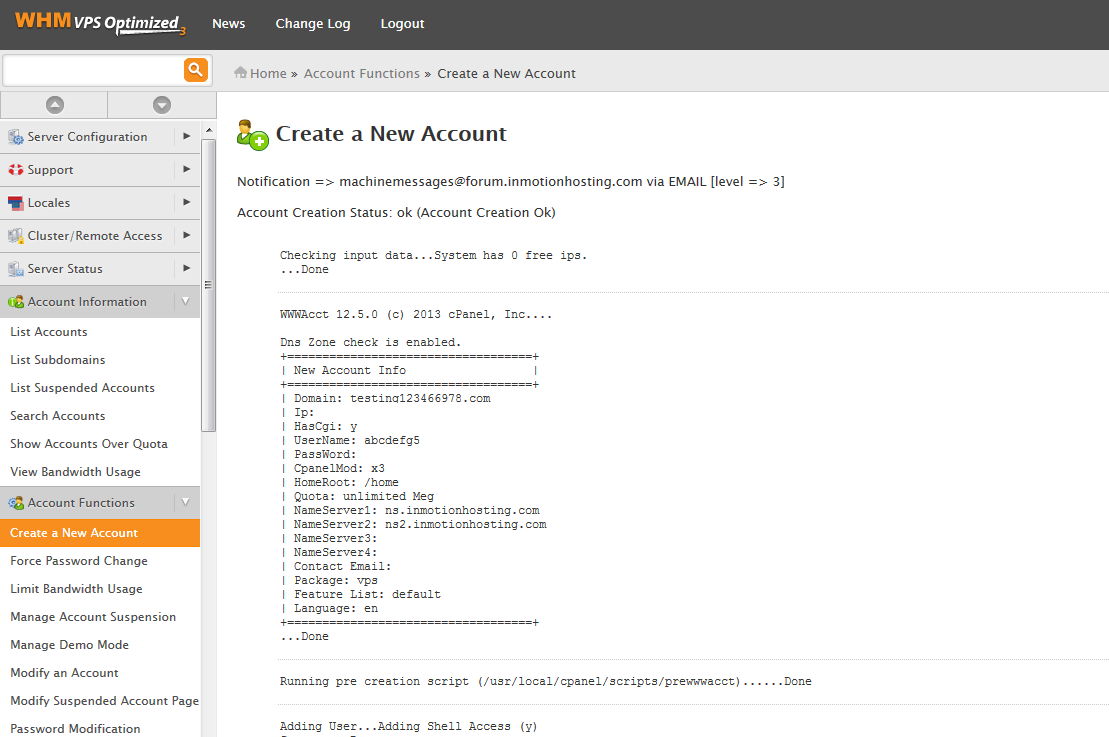 WHM VPS Optimized 3
News Change Log Logout
Home » Account Functions » Create a New Account
Server Configuration
Support
Locales
Cluster/Remote Access
Server Status
Account Information
List Accounts
List Subdomains
List Suspended Accounts
Search Accounts
Show Accounts Over Quota
View Bandwidth Usage
Account Functions
Create a New Account
Force Password Change
Limit Bandwidth Usage
Manage Account Suspension
Manage Demo Mode
Modify an Account
Modify Suspended Account Page
Password Modification
Create a New Account
Notification => machinemessages@forum.inmotionhosting.com via EMAIL [level => 3]
Account Creation Status: ok (Account Creation Ok)
Checking input data...System has 0 free ips.
...Done
WWWAcct 12.5.0 (c) 2013 cPanel, Inc....
Dns Zone check is enabled.
+===================================+
| New Account Info |
+===================================+
| Domain: testing123466978.com
| Ip:
| HasCgi: y
| UserName: abcdefg5
| PassWord:
| CpanelMod: x3
| HomeRoot: /home
| Quota: unlimited Meg
| NameServer1: ns.inmotionhosting.com
| NameServer2: ns2.inmotionhosting.com
| NameServer3:
| NameServer4:
| Contact Email:
| Package: vps
| Feature List: default
| Language: en
+===================================+
...Done
Running pre creation script (/usr/local/cpanel/scripts/prewwwacct)......Done
Adding User...Adding Shell Access (y)